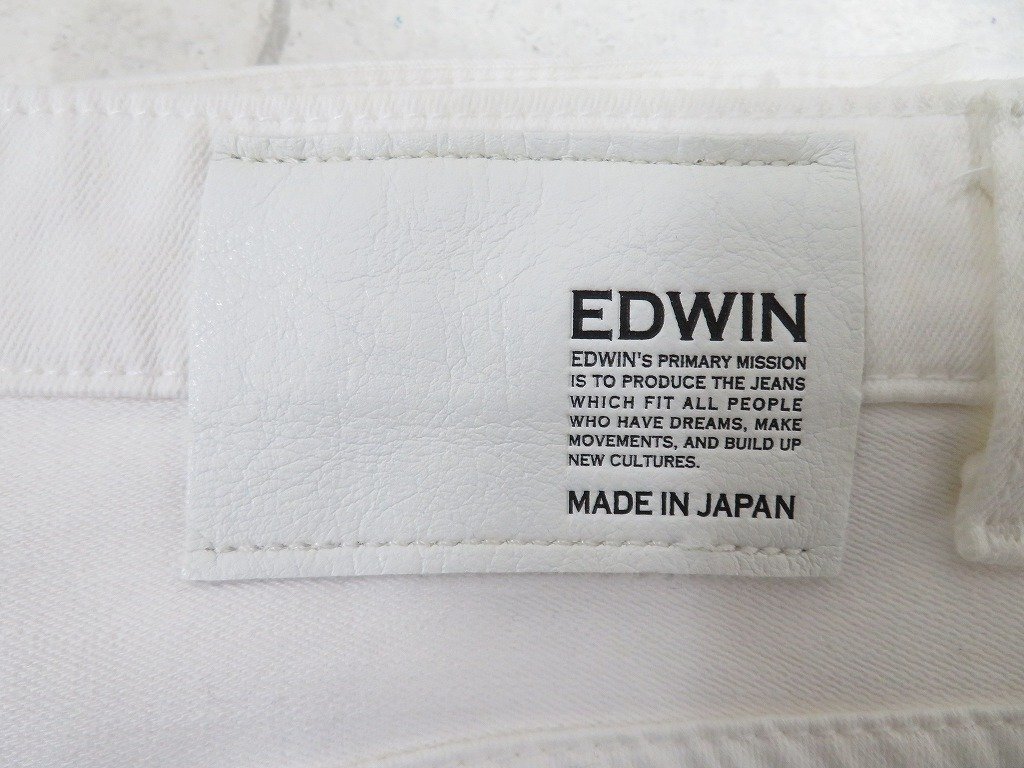 EDWIN
EDWIN'S PRIMARY MISSION
IS TO PRODUCE THE JEANS
WHICH FIT ALL PEOPLE
WHO HAVE DREAMS, MAKE
MOVEMENTS, AND BUILD UP
NEW CULTURES.
MADE IN JAPAN